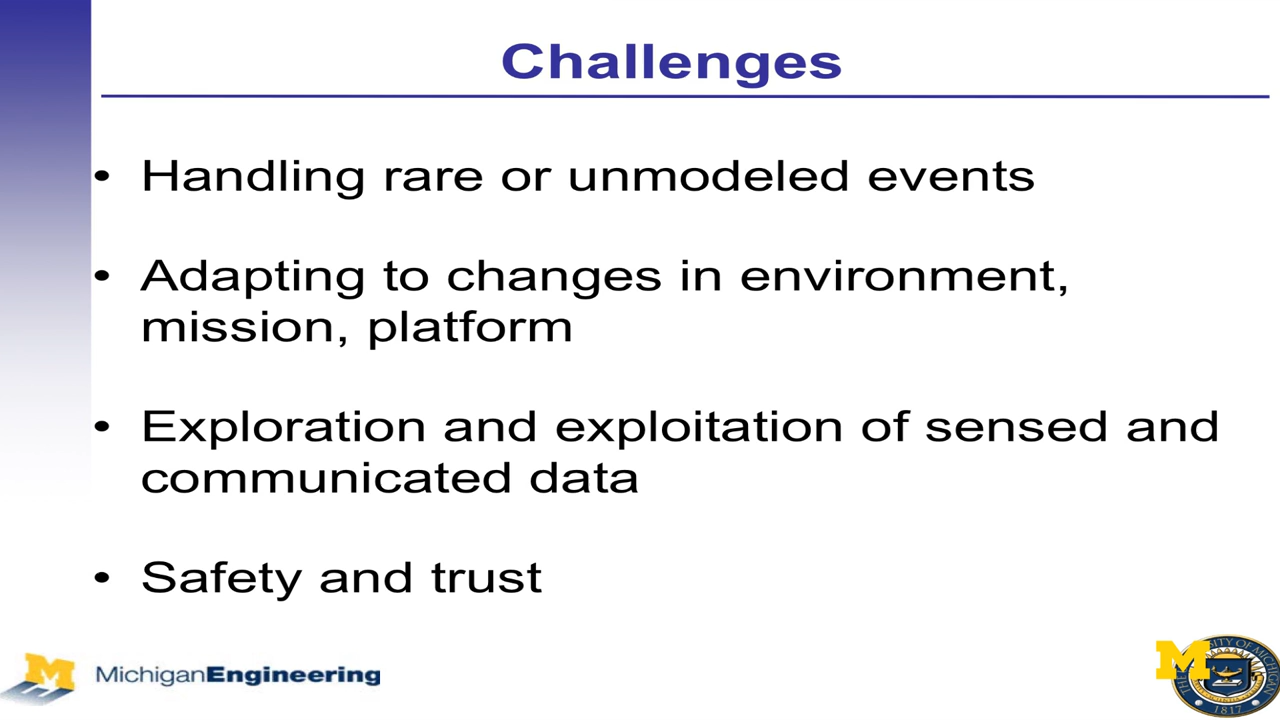 Challenges
• Handling rare or unmodeled events
• Adapting to changes in environment,
mission, platform
• Exploration and exploitation of sensed and
communicated data
• Safety and trust
M MichiganEngineering
M
1817